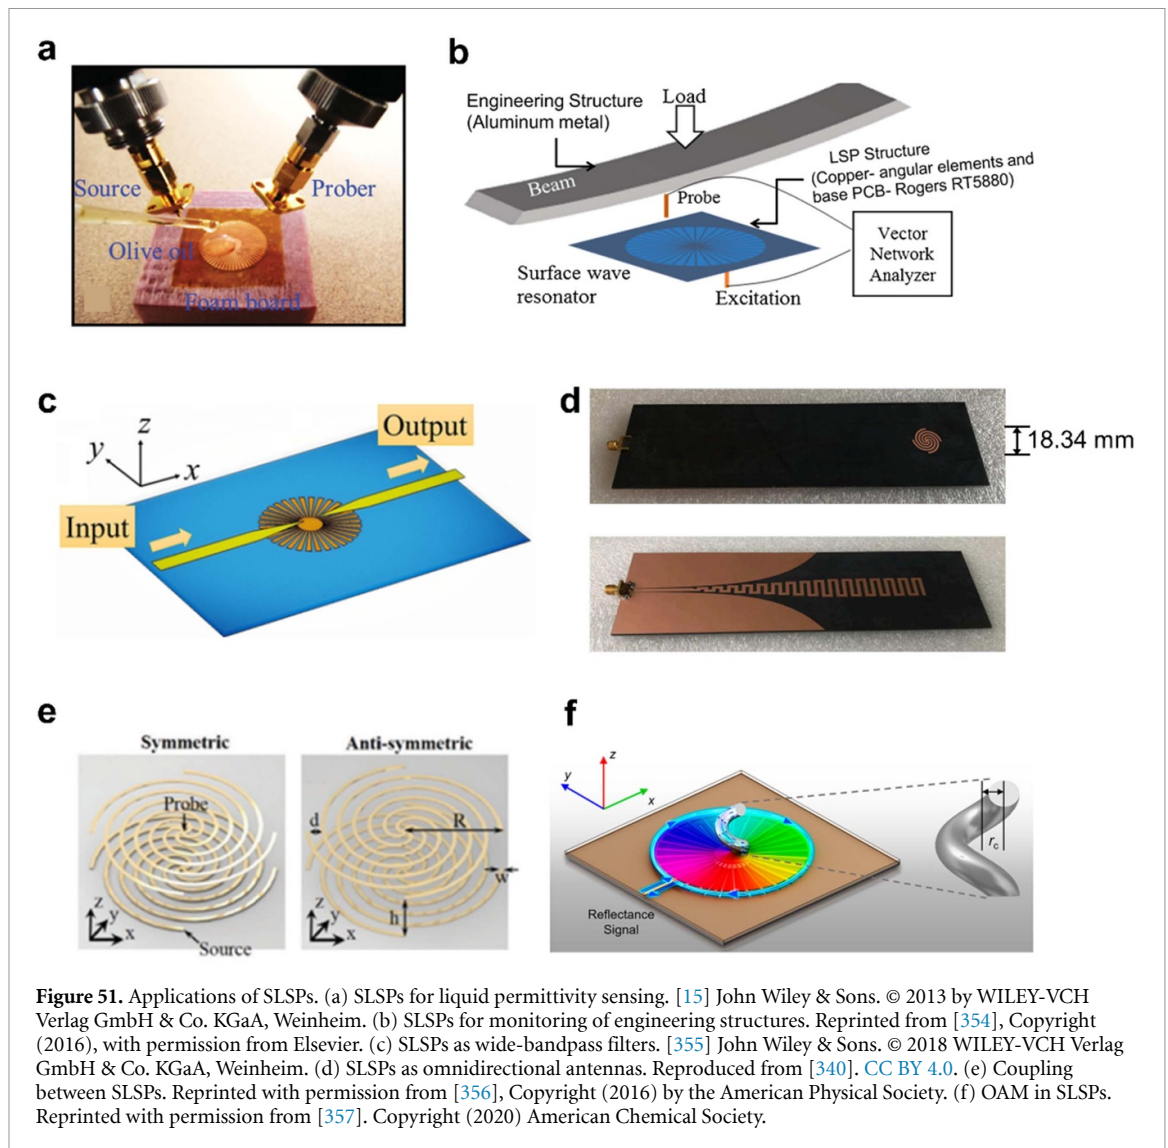 a
Source
Prober
Olive oil
Foam board
b
Engineering Structure
(Aluminum metal)
Load
LSP Structure
(Copper- angular elements and
base PCB- Rogers RT5880)
Beam
Probe
Vector
Network
Analyzer
Surface wave
resonator
Excitation
c
z
y
x
Output
Input
d
18.34 mm
e
Symmetric
Anti-symmetric
Probe
d
R
w
h
z
y
x
Source
z
y
x
f
z
y
x
r_c
Reflectance
Signal
Figure 51. Applications of SLSPs. (a) SLSPs for liquid permittivity sensing. [15] John Wiley & Sons. © 2013 by WILEY-VCH
Verlag GmbH & Co. KGaA, Weinheim. (b) SLSPs for monitoring of engineering structures. Reprinted from [354], Copyright
(2016), with permission from Elsevier. (c) SLSPs as wide-bandpass filters. [355] John Wiley & Sons. © 2018 WILEY-VCH Verlag
GmbH & Co. KGaA, Weinheim. (d) SLSPs as omnidirectional antennas. Reproduced from [340]. CC BY 4.0. (e) Coupling
between SLSPs. Reprinted with permission from [356], Copyright (2016) by the American Physical Society. (f) OAM in SLSPs.
Reprinted with permission from [357]. Copyright (2020) American Chemical Society.